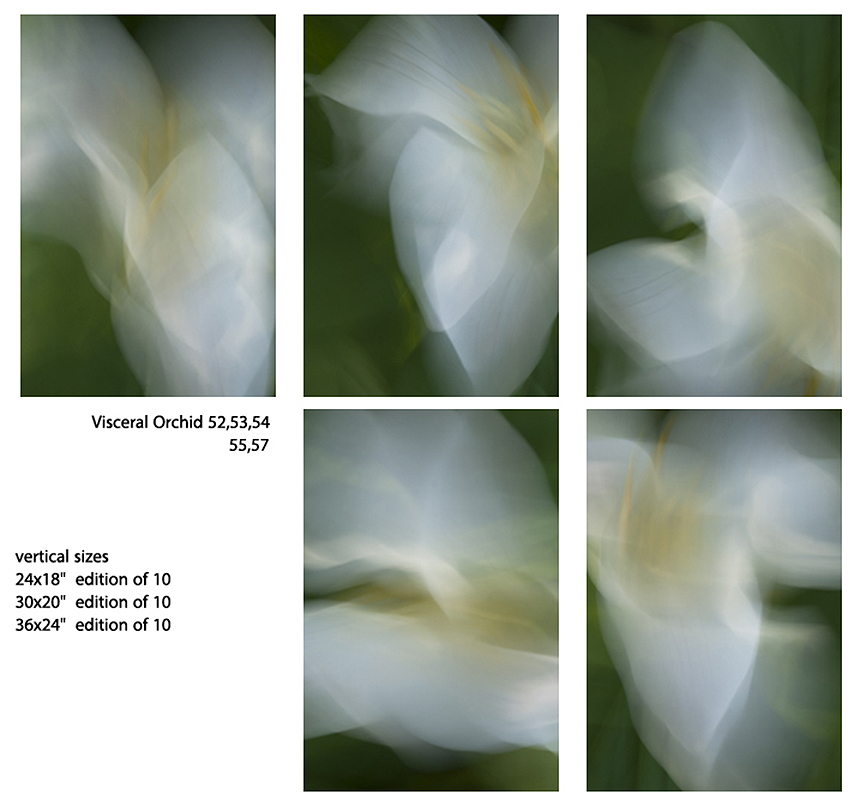 Visceral Orchid 52,53,54
55,57
vertical sizes
24x18" edition of 10
30x20" edition of 10
36x24" edition of 10